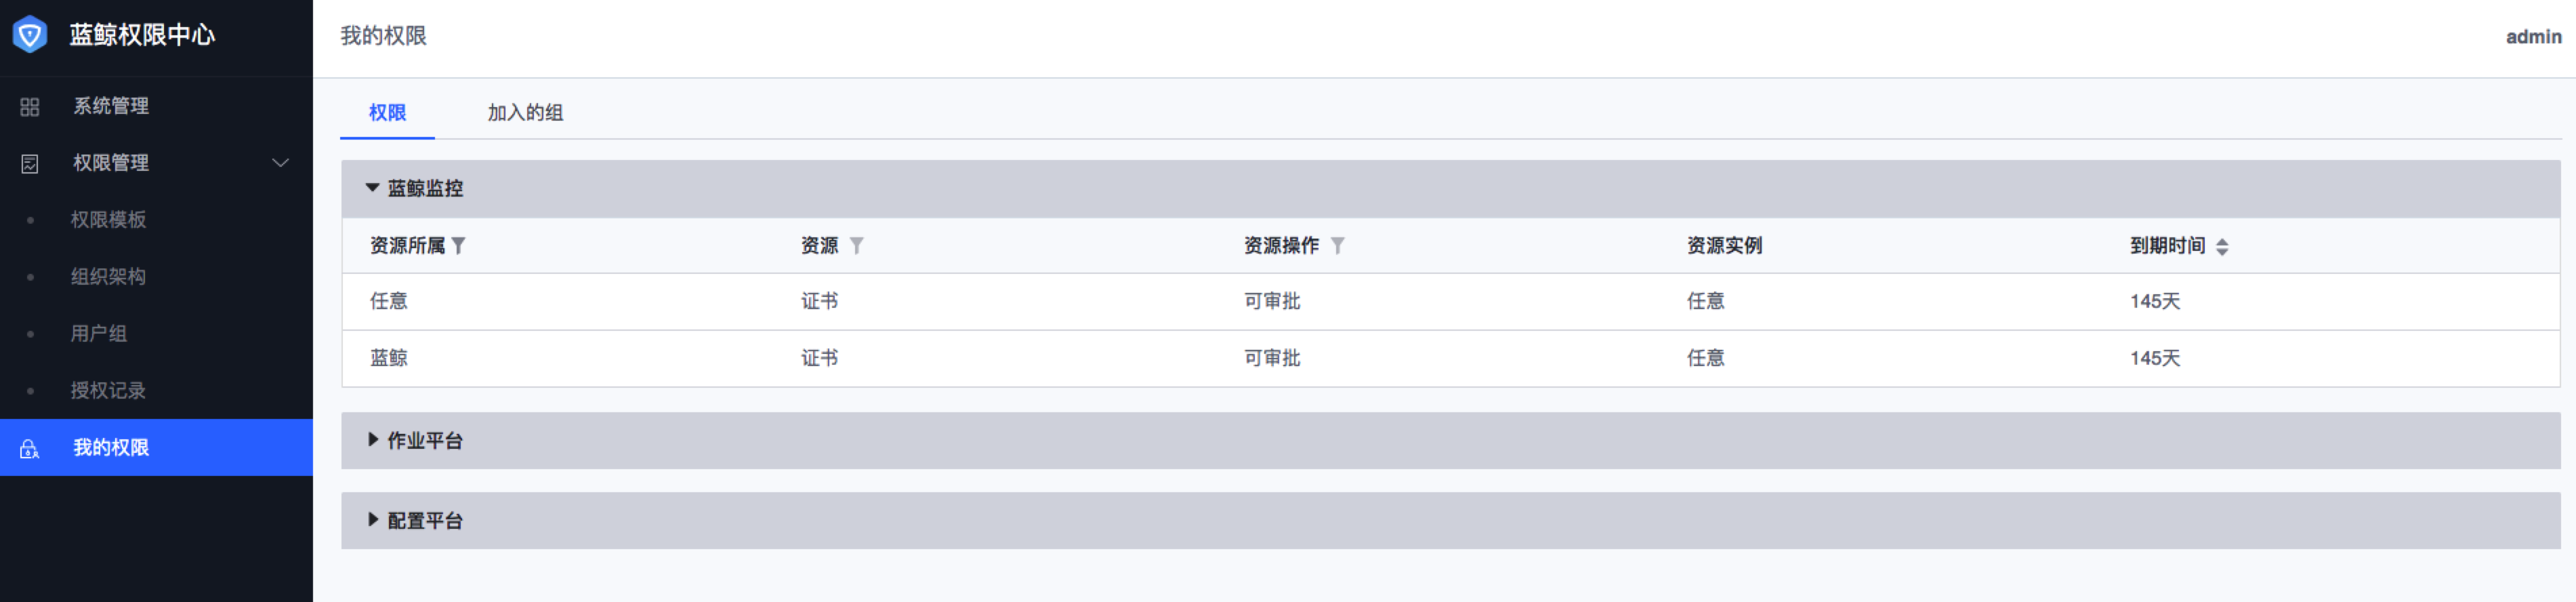 蓝鲸权限中心
系统管理
权限管理
权限模板
组织架构
用户组
授权记录
我的权限
我的权限
admin
权限 加入的组
蓝鲸监控
资源所属 资源 资源操作 资源实例 到期时间
任意 证书 可审批 任意 145天
蓝鲸 证书 可审批 任意 145天
作业平台
配置平台